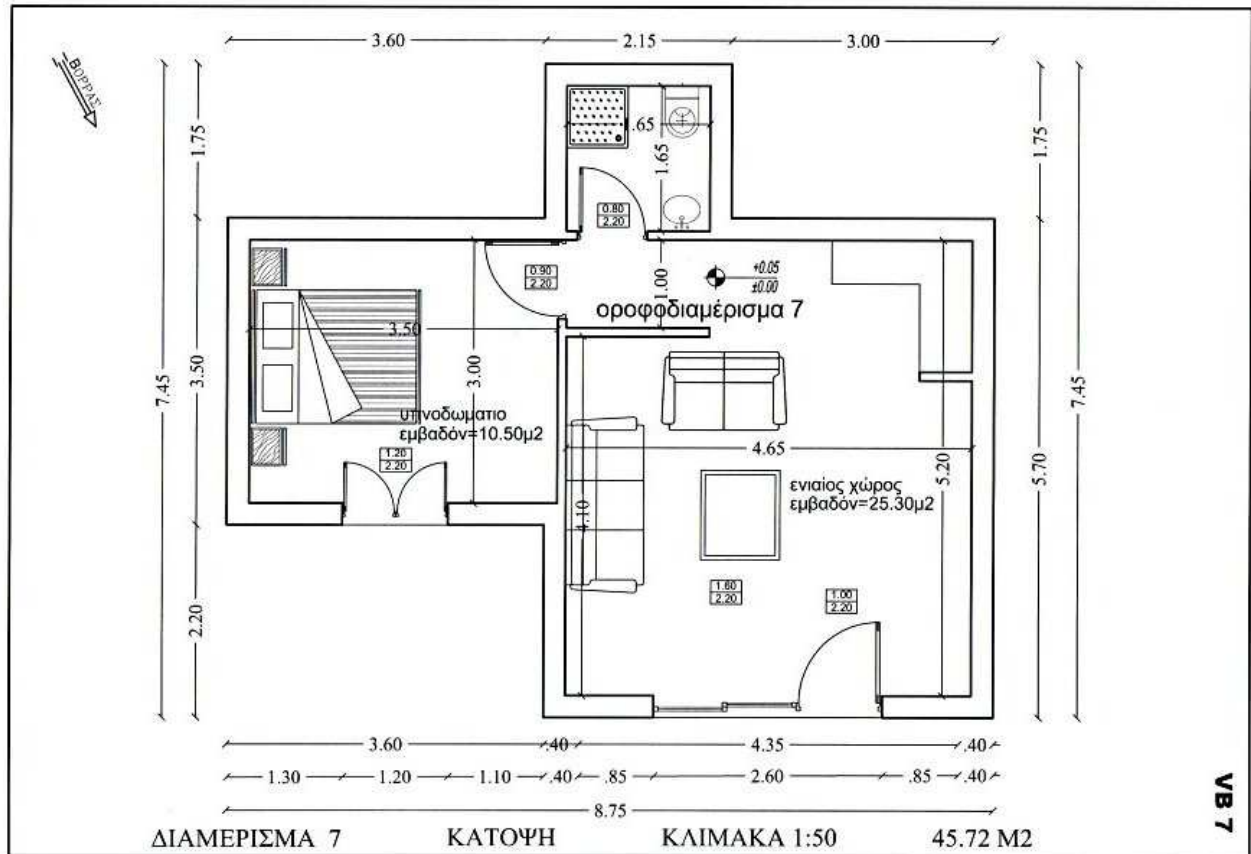 3.60 2.15 3.00
ΒΟΡΡΑΣ
1.75
1.75
.65
1.65
0.80
2.20
0.90
2.20
1.00
+0.05
±0.00
οροφοδιαμέρισμα 7
3.50
3.00
7.45
3.50
7.45
υπνοδωματιο
εμβαδόν=10.50μ2
1.20
2.20
4.65
5.20
5.70
ενιαίος χώρος
εμβαδόν=25.30μ2
4.10
1.60
2.20
1.00
2.20
2.20
3.60 .40 4.35 .40
1.30 1.20 1.10 .40 .85 2.60 .85 .40
8.75
VB 7
ΔΙΑΜΕΡΙΣΜΑ 7 ΚΑΤΟΨΗ ΚΛΙΜΑΚΑ 1:50 45.72 Μ2